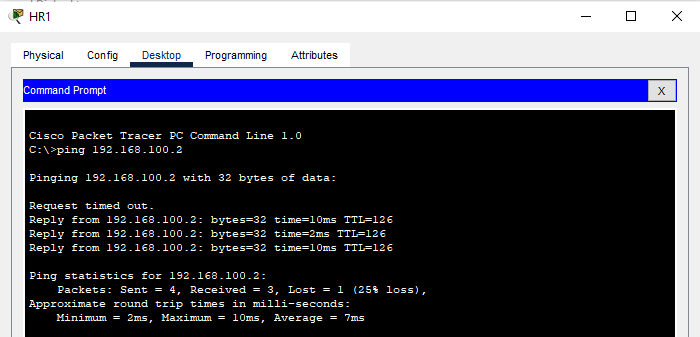 HR1
Physical Config Desktop Programming Attributes
Command Prompt X
Cisco Packet Tracer PC Command Line 1.0
C:\>ping 192.168.100.2
Pinging 192.168.100.2 with 32 bytes of data:
Request timed out.
Reply from 192.168.100.2: bytes=32 time=10ms TTL=126
Reply from 192.168.100.2: bytes=32 time=2ms TTL=126
Reply from 192.168.100.2: bytes=32 time=10ms TTL=126
Ping statistics for 192.168.100.2:
Packets: Sent = 4, Received = 3, Lost = 1 (25% loss),
Approximate round trip times in milli-seconds:
Minimum = 2ms, Maximum = 10ms, Average = 7ms